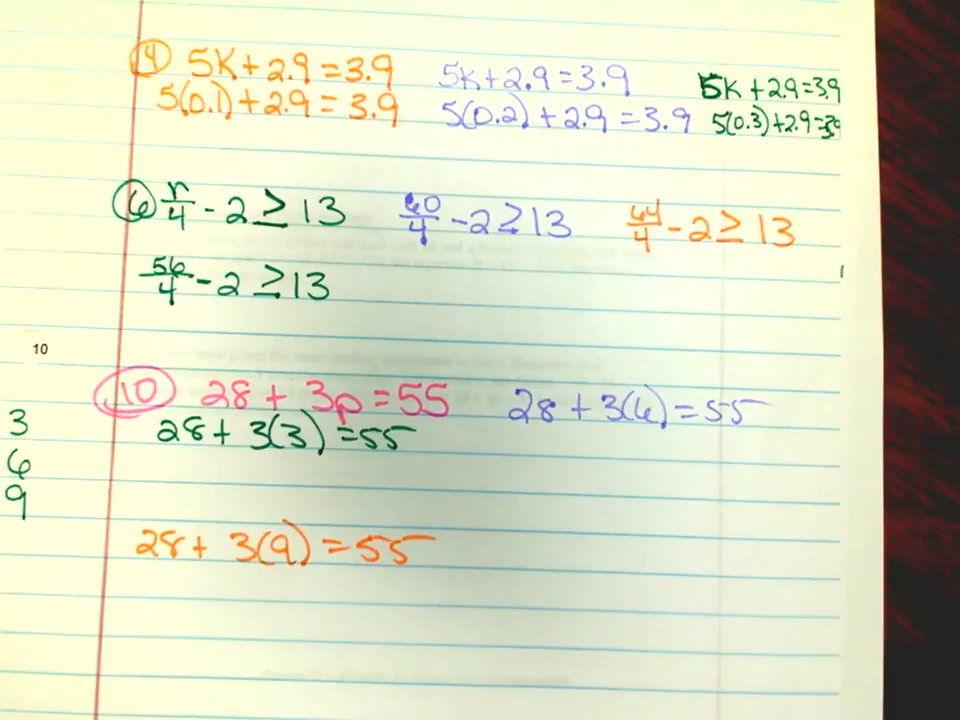 ④ 5K+2.9=3.9 5K+2.9=3.9 5K+2.9=3.9
5(0.1)+2.9=3.9 5(0.2)+2.9=3.9 5(0.3)+2.9=3.9
⑥ r/4 - 2 ≥ 13 60/4 - 2 ≥ 13 64/4 - 2 ≥ 13
56/4 - 2 ≥ 13
10
⑩ 28 + 3p = 55 28 + 3(6) = 55
28 + 3(3) = 55
3
6
9
28 + 3(9) = 55